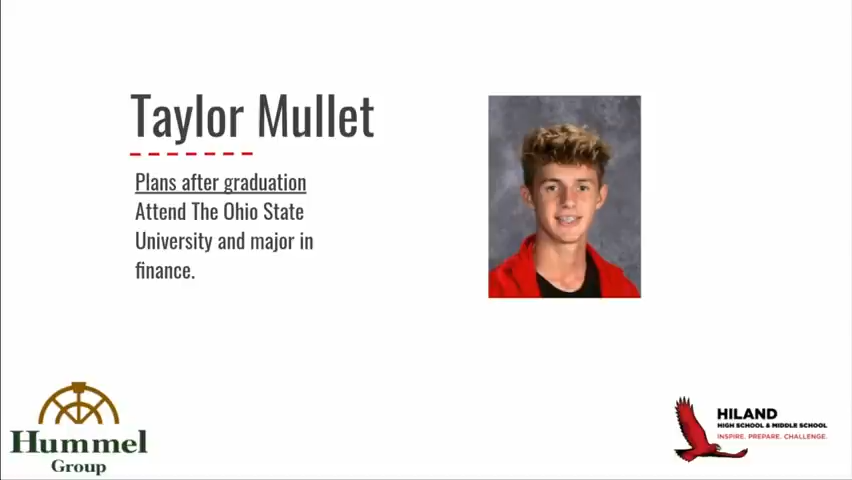 Taylor Mullet
Plans after graduation
Attend The Ohio State
University and major in
finance.
Hummel
Group
HILAND
HIGH SCHOOL & MIDDLE SCHOOL
INSPIRE. PREPARE. CHALLENGE.